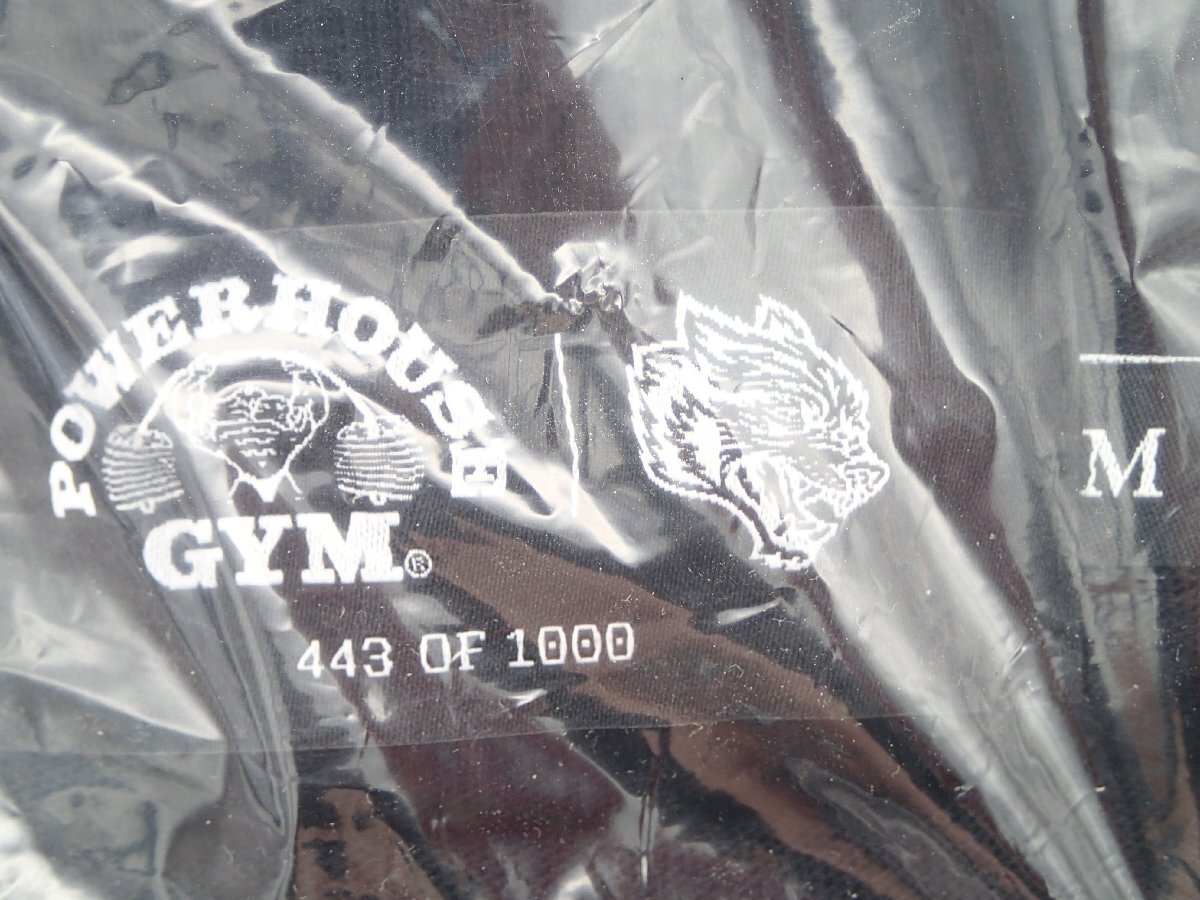 POWERHOUSE
GYM®
443 OF 1000
M